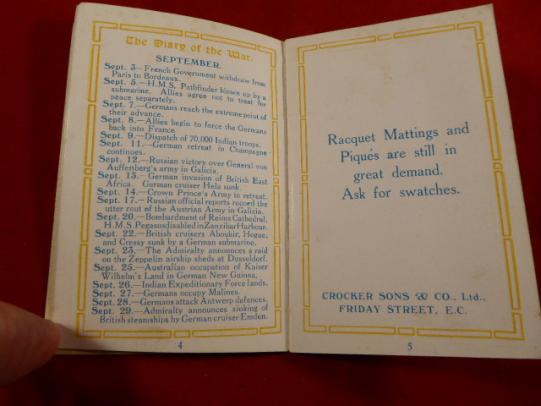 The Diary of the War.
SEPTEMBER.
Sept. 3—French Government withdraw from
Paris to Bordeaux.
Sept. 5.—H.M.S. Pathfinder blown up by a
submarine. Allies agree not to treat for
peace separately.
Sept. 7.—Germans reach the extreme point of
their advance.
Sept. 8.—Allies begin to force the Germans
back into France.
Sept. 9.—Dispatch of 70,000 Indian troops.
Sept. 11.—German retreat in Champagne
continues.
Sept. 12.—Russian victory over General von
Auffenberg's army in Galicia.
Sept. 13.—German invasion of British East
Africa. German cruiser Hela sunk.
Sept. 14.—Crown Prince's Army in retreat.
Sept. 17.—Russian official reports record the
utter rout of the Austrian Army in Galicia.
Sept. 20.—Bombardment of Reims Cathedral.
H.M.S. Pegasus disabled in Zanzibar Harbour.
Sept. 22.—British cruisers Aboukir, Hogue,
and Cressy sunk by a German submarine.
Sept. 23.—The Admiralty announces a raid
on the Zeppelin airship sheds at Dusseldorf.
Sept. 25.—Australian occupation of Kaiser
Wilhelm's Land in German New Guinea.
Sept. 26.—Indian Expeditionary Force lands.
Sept. 27.—Germans occupy Malines.
Sept. 28.—Germans attack Antwerp defences.
Sept. 29.—Admiralty announces sinking of
British steamships by German cruiser Emden.
4
Racquet Mattings and
Piqués are still in
great demand.
Ask for swatches.
CROCKER SONS & CO., Ltd.,
FRIDAY STREET, E.C.
5